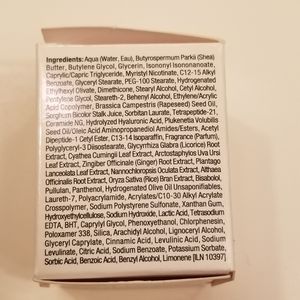 Ingredients: Aqua (Water, Eau), Butyrospermum Parkii (Shea)
Butter, Butylene Glycol, Glycerin, Isononyl Isononanoate,
Caprylic/Capric Triglyceride, Myristyl Nicotinate, C12-15 Alkyl
Benzoate, Glyceryl Stearate, PEG-100 Stearate, Hydrogenated
Ethylhexyl Olivate, Dimethicone, Stearyl Alcohol, Cetyl Alcohol,
Pentylene Glycol, Steareth-2, Behenyl Alcohol, Ethylene/Acrylic
Acid Copolymer, Brassica Campestris (Rapeseed) Seed Oil,
Sorghum Bicolor Stalk Juice, Sorbitan Laurate, Tetrapeptide-21,
Ceramide NG, Hydrolyzed Hyaluronic Acid, Plukenetia Volubilis
Seed Oil/Oleic Acid Aminopropanediol Amides/Esters, Acetyl
Dipeptide-1 Cetyl Ester, C13-14 Isoparaffin, Fragrance (Parfum),
Polyglyceryl-3 Diisostearate, Glycyrrhiza Glabra (Licorice) Root
Extract, Cyathea Cumingii Leaf Extract, Arctostaphylos Uva Ursi
Leaf Extract, Zingiber Officinale (Ginger) Root Extract, Plantago
Lanceolata Leaf Extract, Nannochloropsis Oculata Extract, Althaea
Officinalis Root Extract, Oryza Sativa (Rice) Bran Extract, Bisabolol,
Pullulan, Panthenol, Hydrogenated Olive Oil Unsaponifiables,
Laureth-7, Polyacrylamide, Acrylates/C10-30 Alkyl Acrylate
Crosspolymer, Sodium Polystyrene Sulfonate, Xanthan Gum,
Hydroxyethylcellulose, Sodium Hydroxide, Lactic Acid, Tetrasodium
EDTA, BHT, Caprylyl Glycol, Phenoxyethanol, Chlorphenesin,
Poloxamer 338, Silica, Arachidyl Alcohol, Lignoceryl Alcohol,
Glyceryl Caprylate, Cinnamic Acid, Levulinic Acid, Sodium
Levulinate, Citric Acid, Sodium Benzoate, Potassium Sorbate,
Sorbic Acid, Benzoic Acid, Benzyl Alcohol, Limonene [ILN 10397]